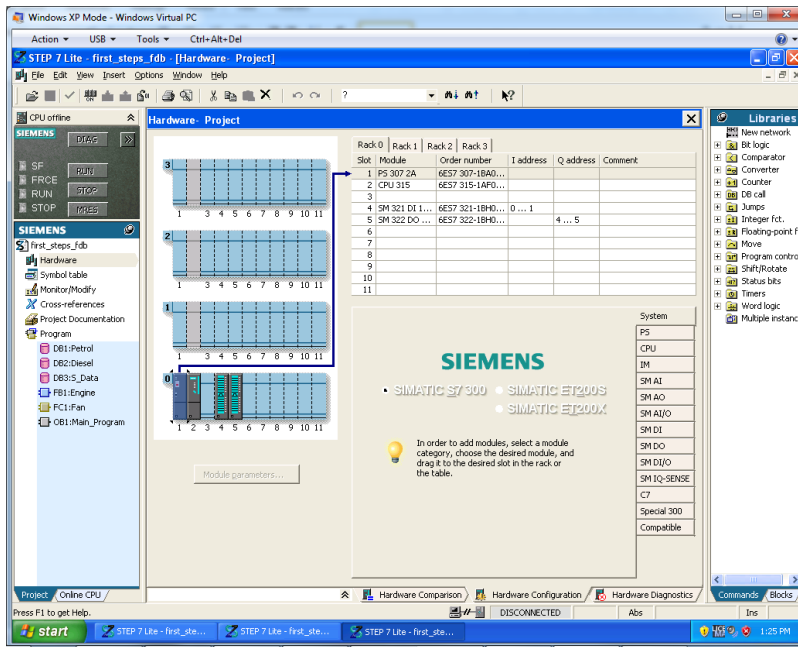 Windows XP Mode - Windows Virtual PC
Action USB Tools Ctrl+Alt+Del
STEP 7 Lite - first_steps_fdb - [Hardware- Project]
File Edit View Insert Options Window Help
?
CPU offline
SIEMENS
DIAG
SF
RUN
FRCE
RUN
STOP
STOP
MRES
SIEMENS
first_steps_fdb
Hardware
Symbol table
Monitor/Modify
Cross-references
Project Documentation
Program
DB1:Petrol
DB2:Diesel
DB3:S_Data
FB1:Engine
FC1:Fan
OB1:Main_Program
Project Online CPU
Hardware- Project
3
1 3 4 5 6 7 8 9 10 11
2
1 3 4 5 6 7 8 9 10 11
1
1 3 4 5 6 7 8 9 10 11
0
1 2 3 4 5 6 7 8 9 10 11
Module parameters...
Rack 0 Rack 1 Rack 2 Rack 3
Slot Module Order number I address Q address Comment
1 PS 307 2A 6ES7 307-1BA0...
2 CPU 315 6ES7 315-1AF0...
3
4 SM 321 DI 1... 6ES7 321-1BH0... 0 ... 1
5 SM 322 DO ... 6ES7 322-1BH0... 4 ... 5
6
7
8
9
10
11
SIEMENS
SIMATIC S7 300 SIMATIC ET200S
SIMATIC ET200X
In order to add modules, select a module
category, choose the desired module, and
drag it to the desired slot in the rack or
the table.
System
PS
CPU
IM
SM AI
SM AO
SM AI/O
SM DI
SM DO
SM DI/O
SM IQ-SENSE
C7
Special 300
Compatible
Hardware Comparison Hardware Configuration Hardware Diagnostics
Libraries
New network
Bit logic
Comparator
Converter
Counter
DB call
Jumps
Integer fct.
Floating-point f
Move
Program contro
Shift/Rotate
Status bits
Timers
Word logic
Multiple instanc
Commands Blocks
Press F1 to get Help.
DISCONNECTED Abs Ins
start STEP 7 Lite - first_ste... STEP 7 Lite - first_ste... STEP 7 Lite - first_ste...
1:25 PM